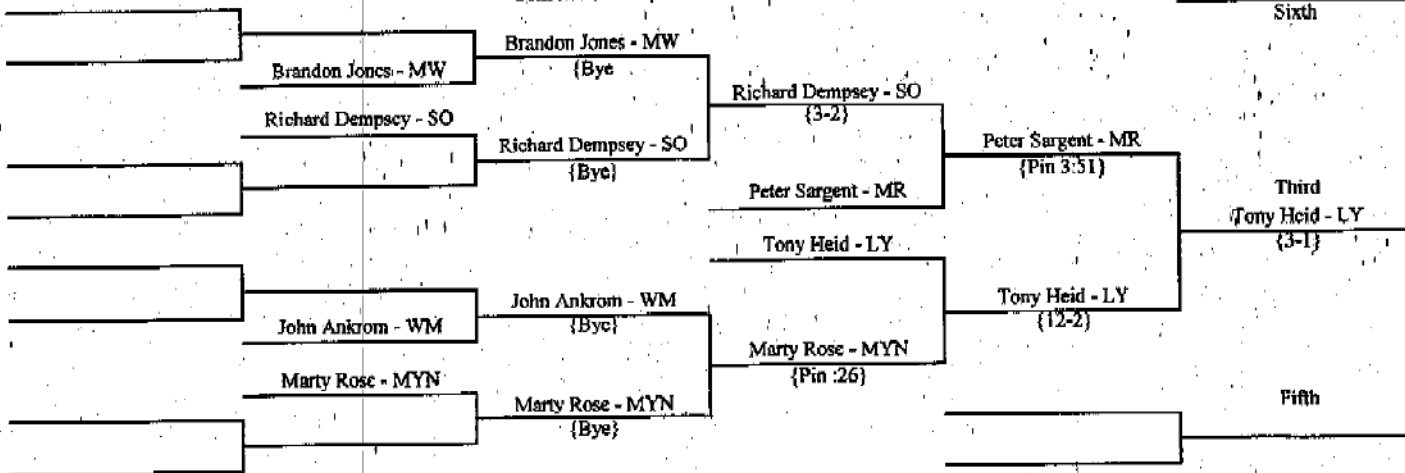 Sixth
Brandon Jones - MW
{Bye
Brandon Jones - MW
Richard Dempsey - SO
{3-2}
Richard Dempsey - SO
Richard Dempsey - SO
{Bye}
Peter Sargent - MR
{Pin 3:51}
Peter Sargent - MR
Third
Tony Heid - LY
{3-1}
Tony Heid - LY
John Ankrom - WM
{Bye}
John Ankrom - WM
Tony Heid - LY
{12-2}
Marty Rose - MYN
{Pin :26}
Marty Rose - MYN
Marty Rose - MYN
{Bye}
Fifth